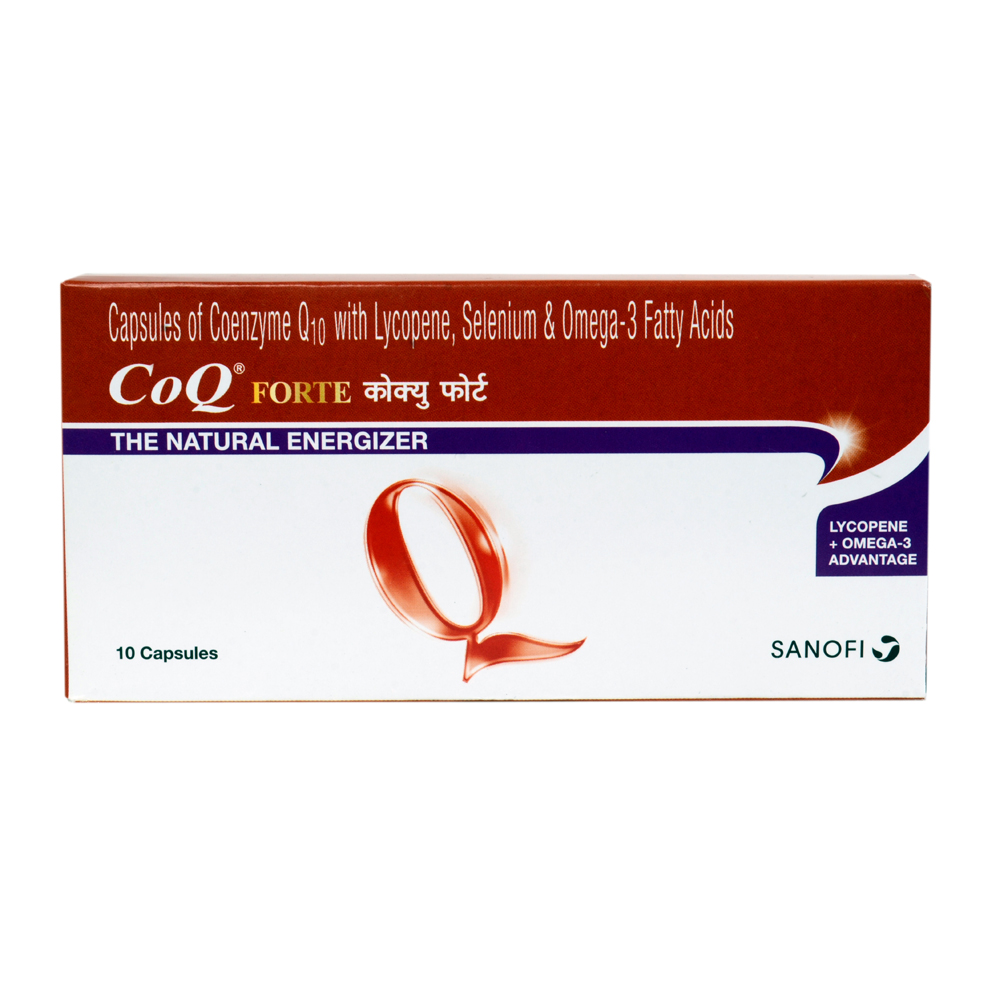 Capsules of Coenzyme Q10 with Lycopene, Selenium & Omega-3 Fatty Acids
CoQ® FORTE कोक्यु फोर्ट
THE NATURAL ENERGIZER
LYCOPENE
+ OMEGA-3
ADVANTAGE
Q
10 Capsules
SANOFI